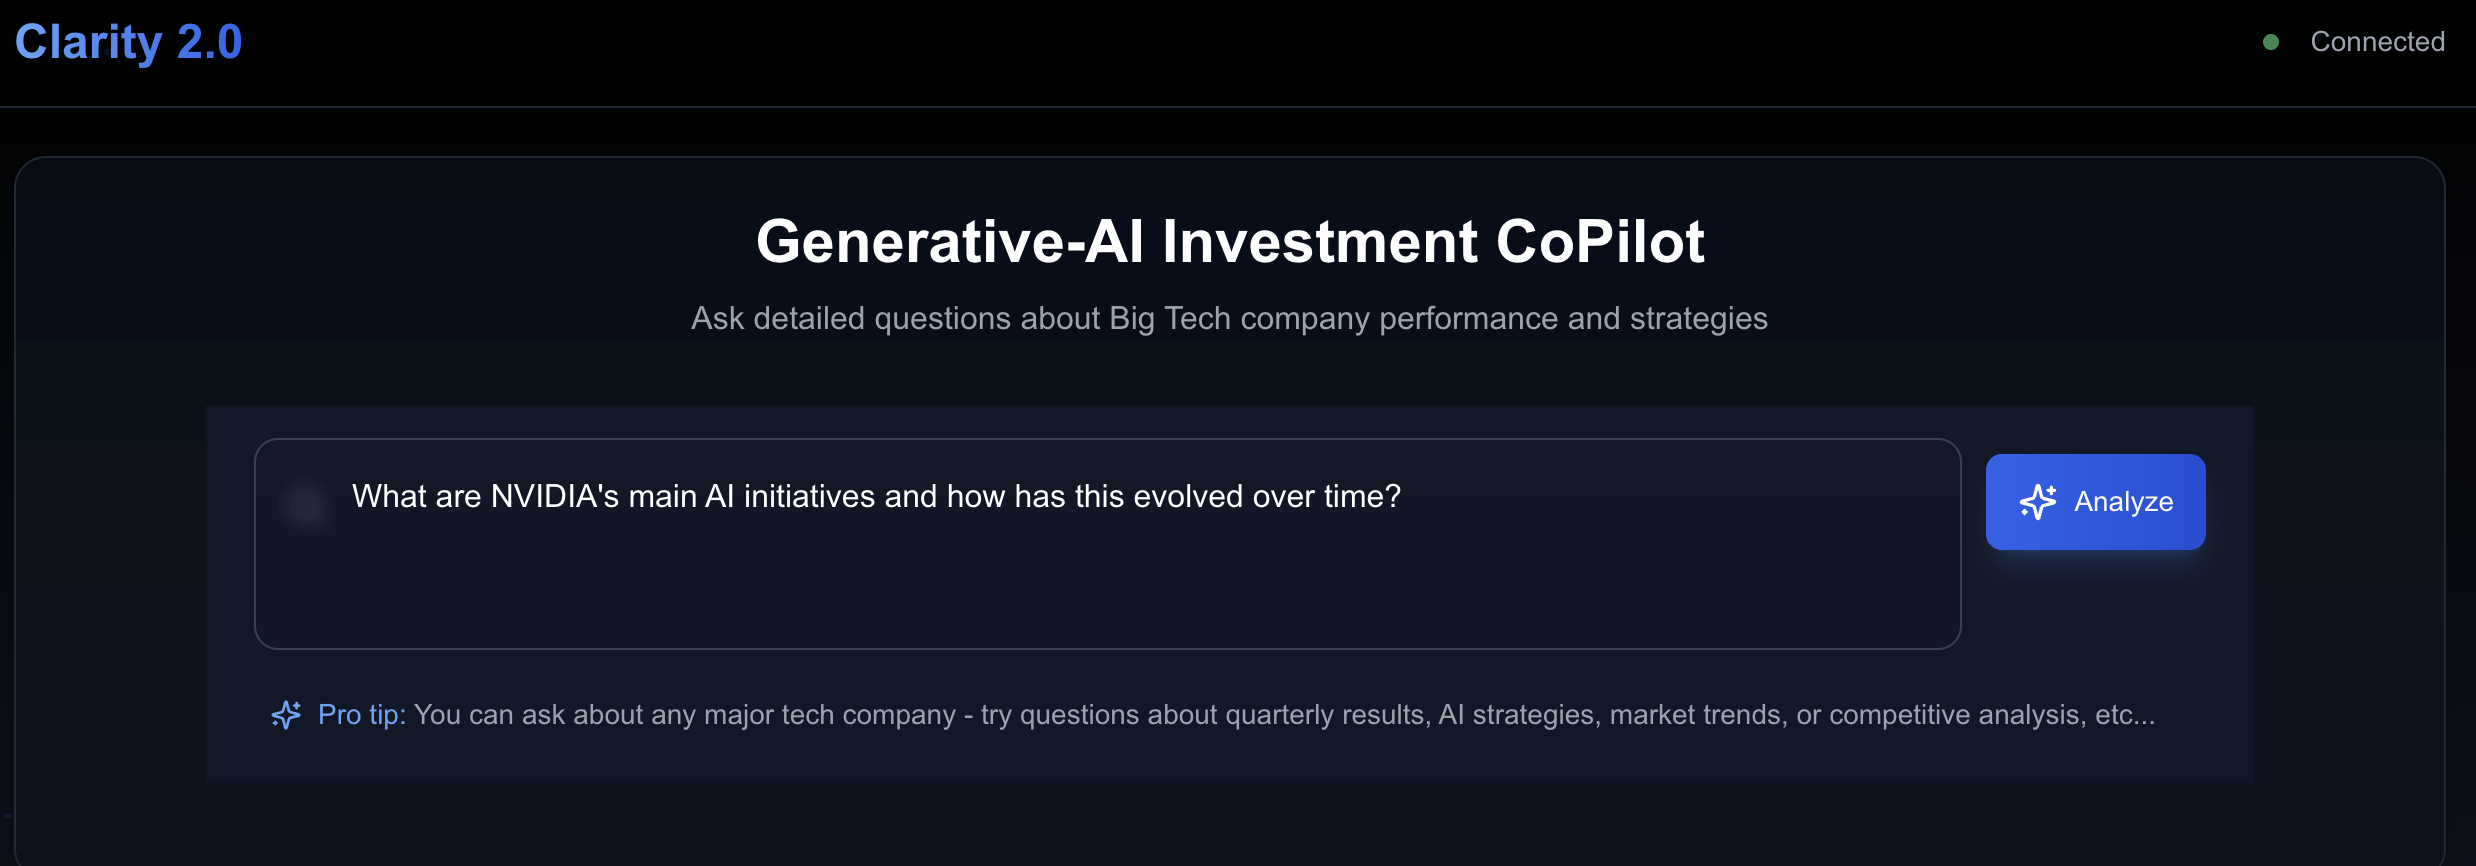 Clarity 2.0
Connected
Generative-AI Investment CoPilot
Ask detailed questions about Big Tech company performance and strategies
What are NVIDIA's main AI initiatives and how has this evolved over time?
Analyze
Pro tip: You can ask about any major tech company - try questions about quarterly results, AI strategies, market trends, or competitive analysis, etc...